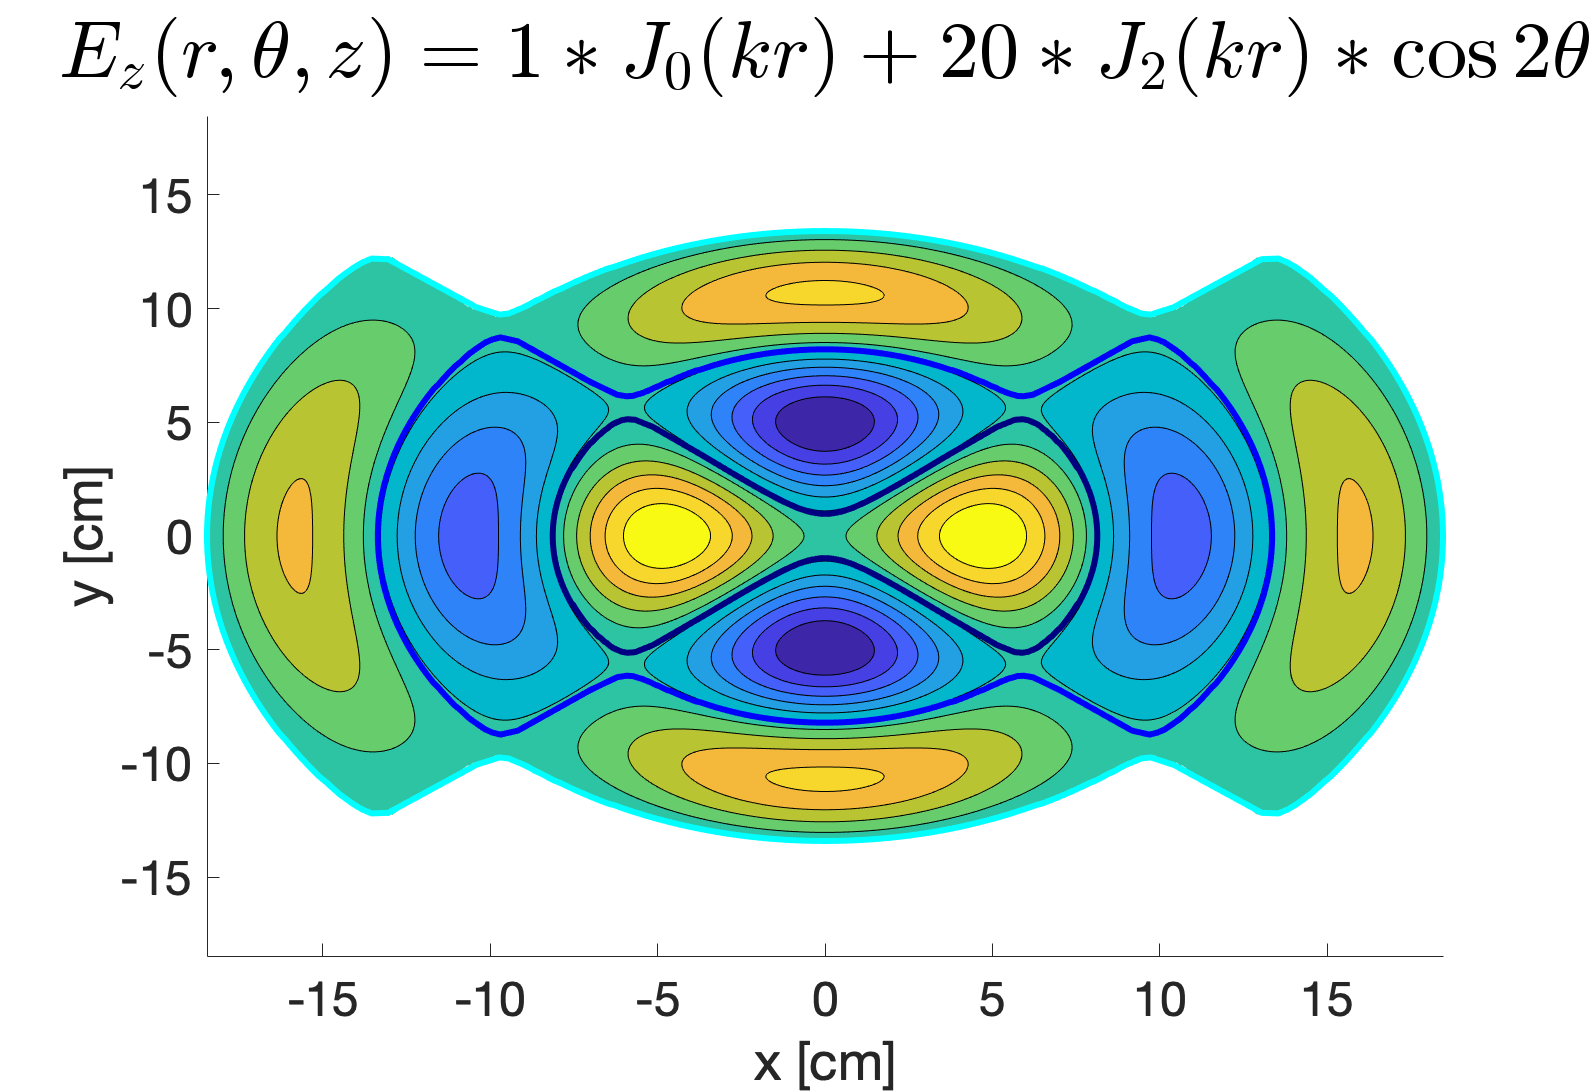 E_z(r, θ, z) = 1 * J_0(kr) + 20 * J_2(kr) * cos 2θ
15
10
5
0
-5
-10
-15
y [cm]
-15 -10 -5 0 5 10 15
x [cm]